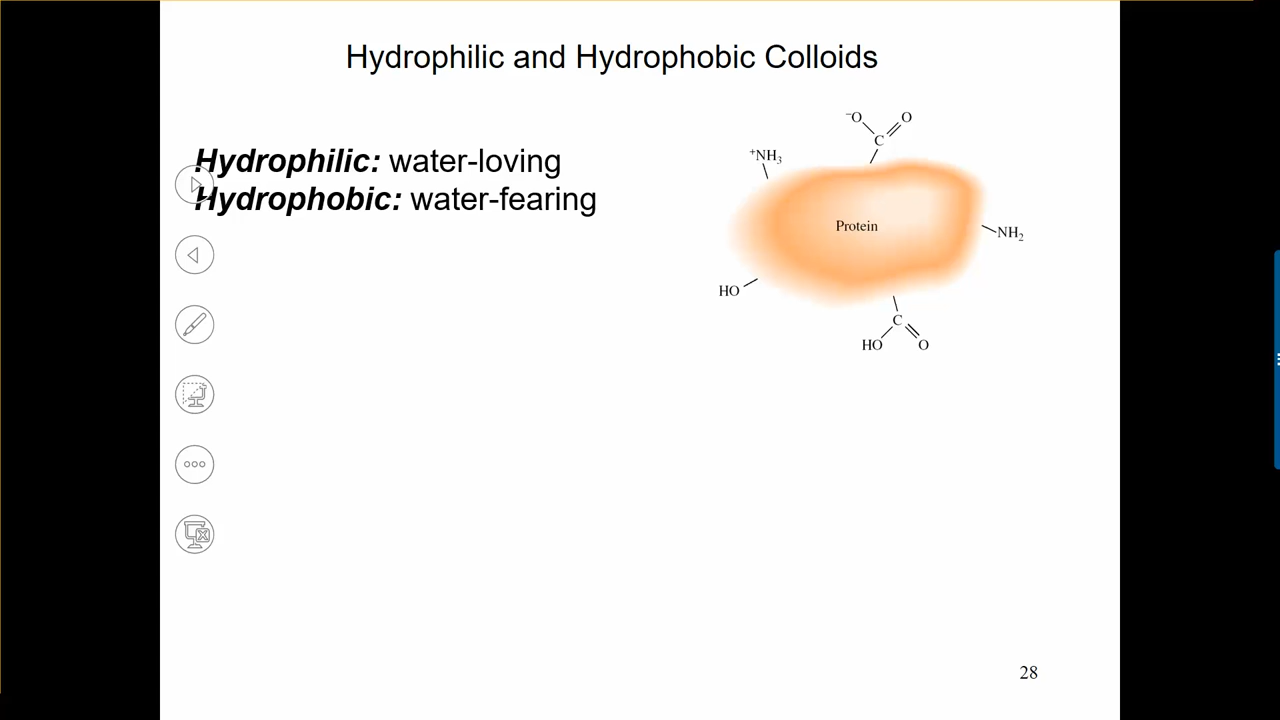 Hydrophilic and Hydrophobic Colloids
Hydrophilic: water-loving
Hydrophobic: water-fearing
⁻O
O
C
⁺NH₃
Protein
NH₂
HO
C
HO
O
28